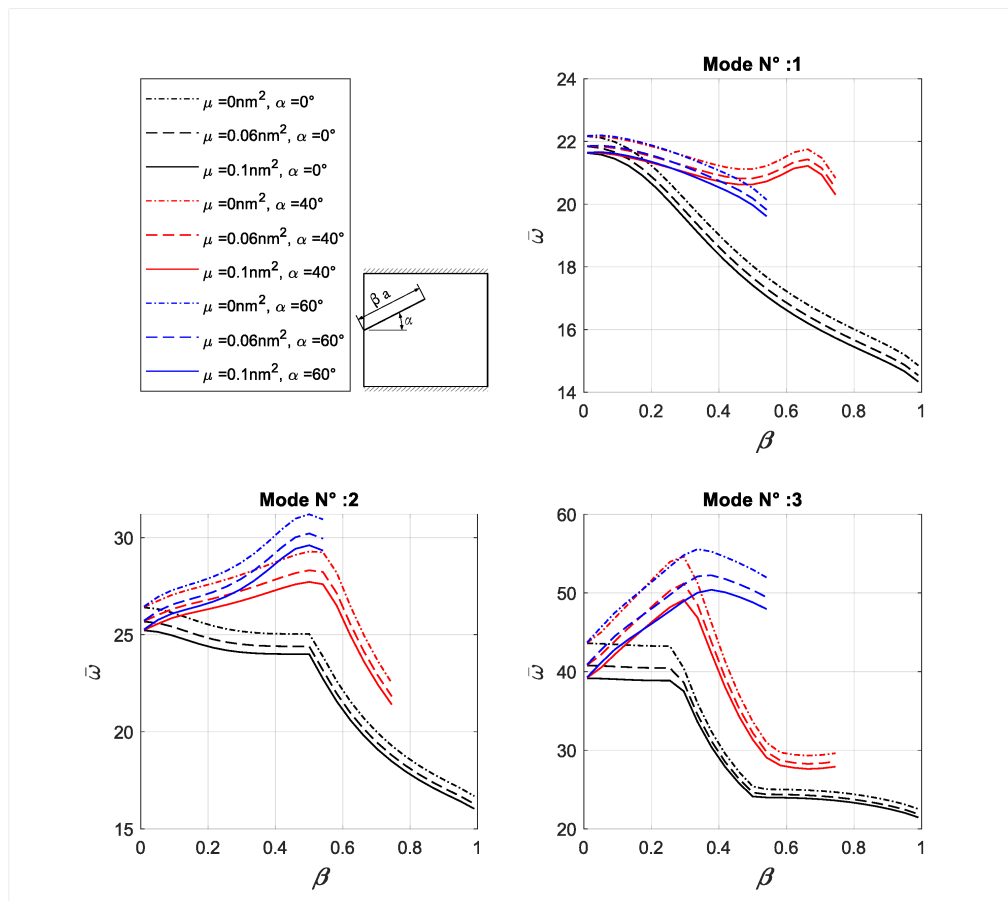 Mode N° :1
μ =0nm², α =0°
μ =0.06nm², α =0°
μ =0.1nm², α =0°
μ =0nm², α =40°
μ =0.06nm², α =40°
μ =0.1nm², α =40°
μ =0nm², α =60°
μ =0.06nm², α =60°
μ =0.1nm², α =60°
β a
α
24
22
20
18
16
14
ω̄
0 0.2 0.4 0.6 0.8 1
β
Mode N° :2
30
25
20
15
ω̄
0 0.2 0.4 0.6 0.8 1
β
Mode N° :3
60
50
40
30
20
ω̄
0 0.2 0.4 0.6 0.8 1
β